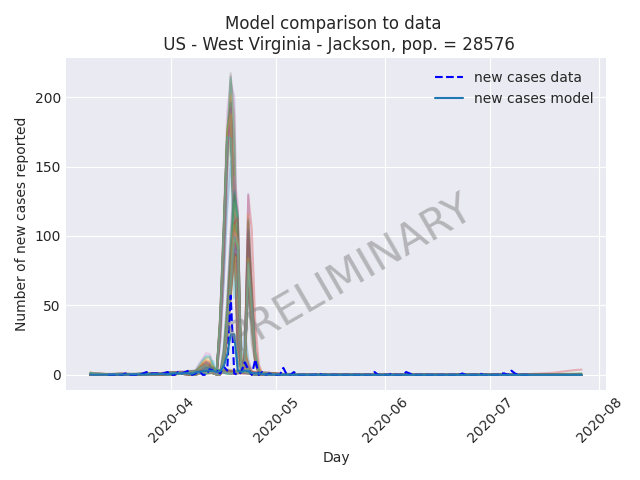 Model comparison to data
US - West Virginia - Jackson, pop. = 28576
new cases data
new cases model
Number of new cases reported
200
150
100
50
0
PRELIMINARY
2020-04
2020-05
2020-06
2020-07
2020-08
Day